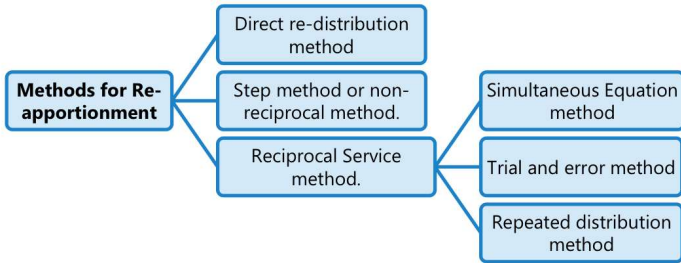 Methods for Re-
apportionment
Direct re-distribution
method
Step method or non-
reciprocal method.
Reciprocal Service
method.
Simultaneous Equation
method
Trial and error method
Repeated distribution
method